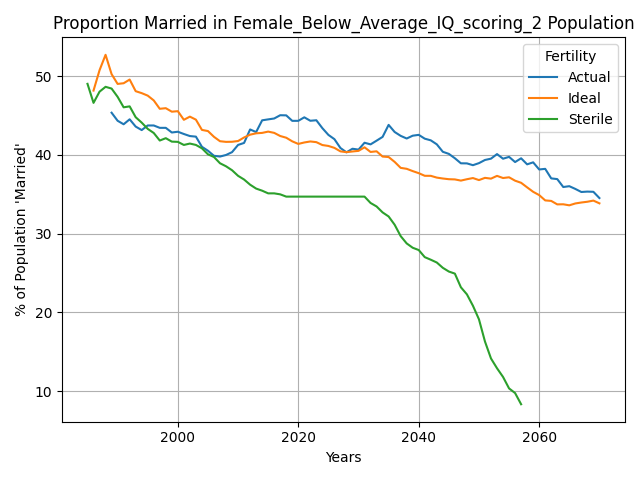 Proportion Married in Female_Below_Average_IQ_scoring_2 Population
Fertility
Actual
Ideal
Sterile
% of Population 'Married'
50
40
30
20
10
2000
2020
2040
2060
Years